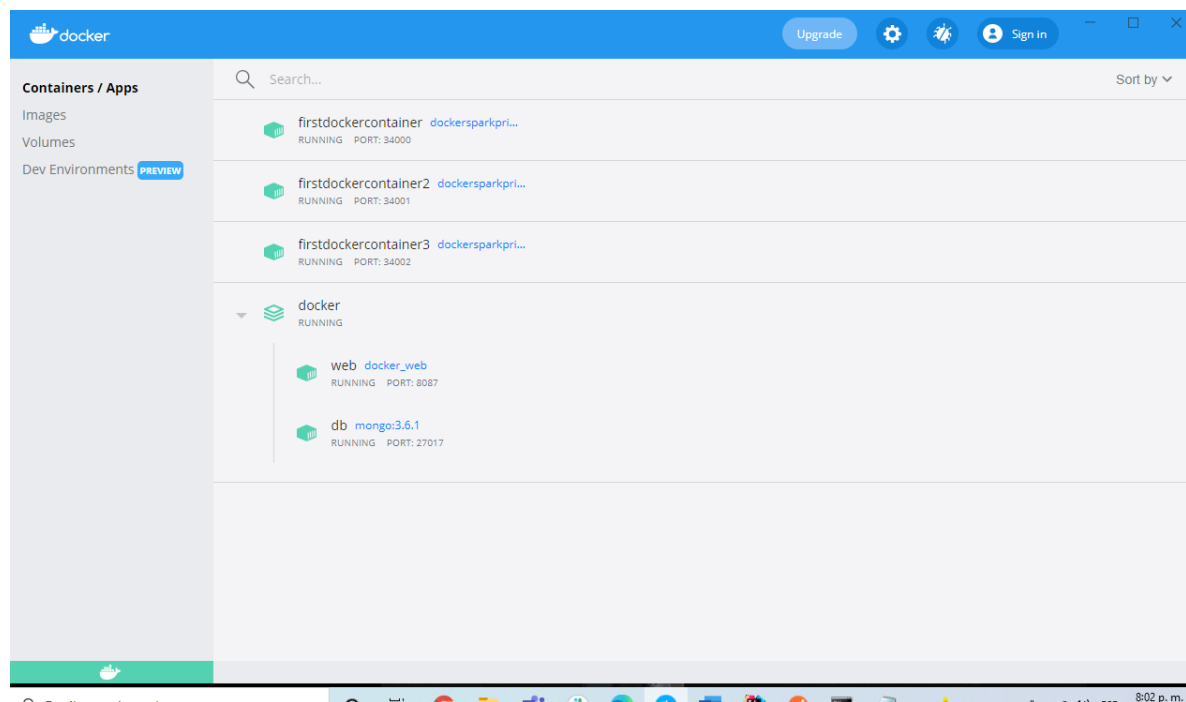 docker
Upgrade
Sign in
Containers / Apps
Images
Volumes
Dev Environments PREVIEW
Search...
Sort by
firstdockercontainer dockersparkpri...
RUNNING PORT: 34000
firstdockercontainer2 dockersparkpri...
RUNNING PORT: 34001
firstdockercontainer3 dockersparkpri...
RUNNING PORT: 34002
docker
RUNNING
web docker_web
RUNNING PORT: 8087
db mongo:3.6.1
RUNNING PORT: 27017
8:02 p. m.